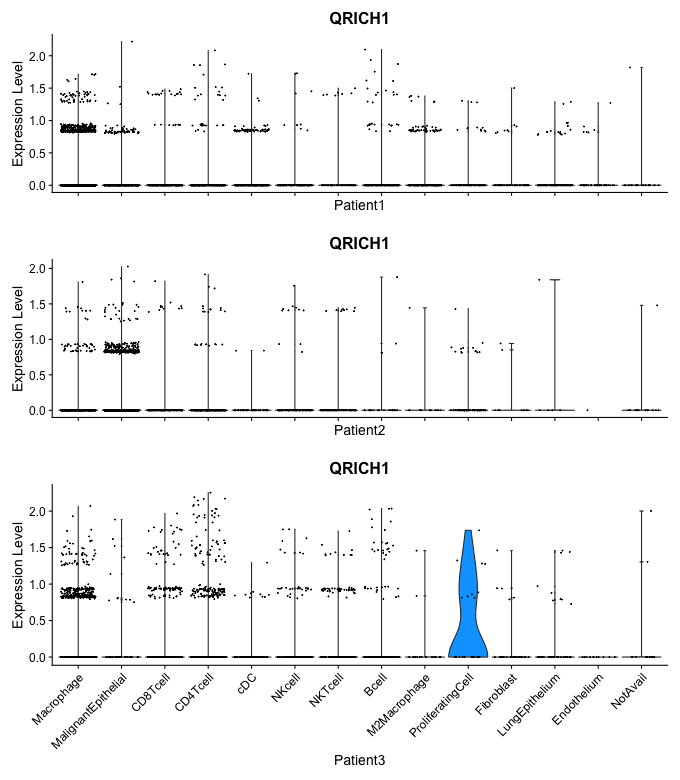 QRICH1
Expression Level
2.0
1.5
1.0
0.5
0.0
Patient1
QRICH1
Expression Level
2.0
1.5
1.0
0.5
0.0
Patient2
QRICH1
Expression Level
2.0
1.5
1.0
0.5
0.0
Macrophage
MalignantEpithelial
CD8Tcell
CD4Tcell
cDC
NKcell
NKTcell
Bcell
M2Macrophage
ProliferatingCell
Fibroblast
LungEpithelium
Endothelium
NotAvail
Patient3